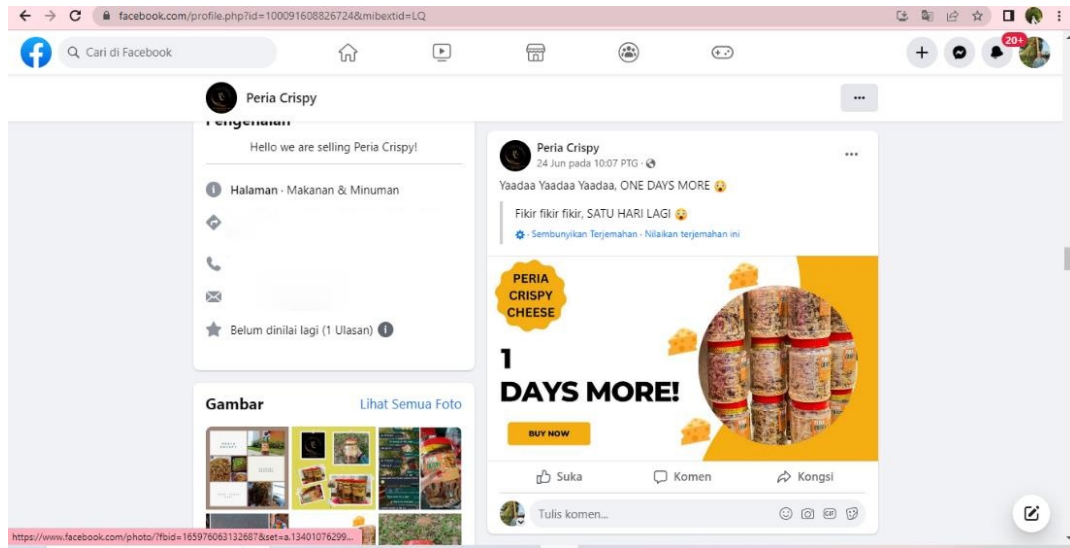 facebook.com/profile.php?id=100091608826724&mibextid=LQ
Cari di Facebook
20+
Peria Crispy
Pengenalan
Hello we are selling Peria Crispy!
Halaman · Makanan & Minuman
Belum dinilai lagi (1 Ulasan)
Gambar
Lihat Semua Foto
Peria Crispy
24 Jun pada 10:07 PTG ·
Yaadaa Yaadaa Yaadaa, ONE DAYS MORE
Fikir fikir fikir, SATU HARI LAGI
· Sembunyikan Terjemahan · Nilaikan terjemahan ini
PERIA
CRISPY
CHEESE
1
DAYS MORE!
BUY NOW
Suka
Komen
Kongsi
Tulis komen...
GIF
https://www.facebook.com/photo/?fbid=165976063132687&set=a.13401076299...